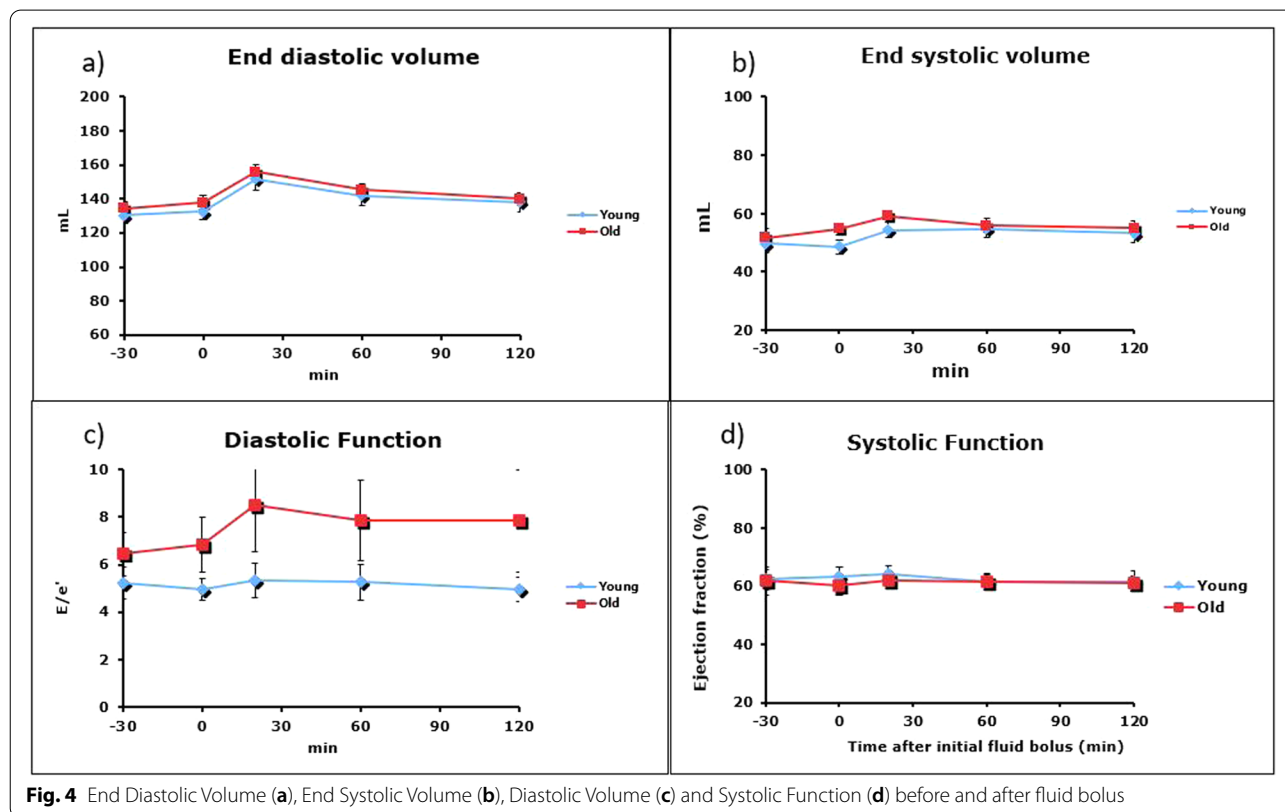 a)
End diastolic volume
200
180
160
140
120
100
80
60
mL
-30 0 30 60 90 120
min
Young
Old
b)
End systolic volume
100
80
60
40
20
mL
-30 0 30 60 90 120
min
Young
Old
c)
Diastolic Function
10
8
6
4
2
0
E/e'
-30 0 30 60 90 120
min
Young
Old
d)
Systolic Function
100
80
60
40
20
Ejection fraction (%)
-30 0 30 60 90 120
Time after initial fluid bolus (min)
Young
Old
Fig. 4 End Diastolic Volume (a), End Systolic Volume (b), Diastolic Volume (c) and Systolic Function (d) before and after fluid bolus